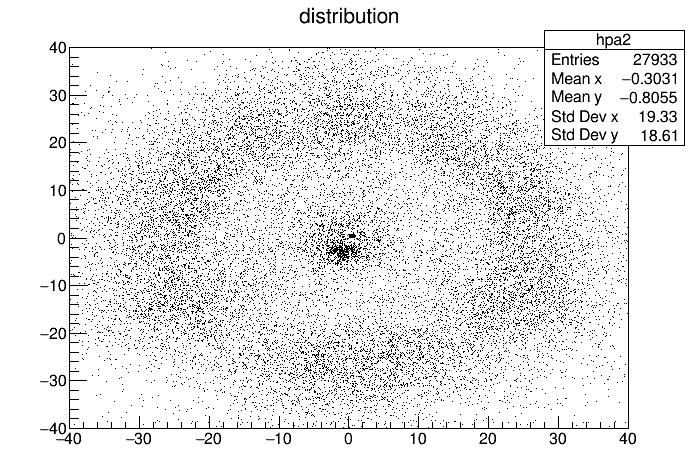 distribution
hpa2
Entries 27933
Mean x −0.3031
Mean y −0.8055
Std Dev x 19.33
Std Dev y 18.61
40
30
20
10
0
−10
−20
−30
−40
−40 −30 −20 −10 0 10 20 30 40